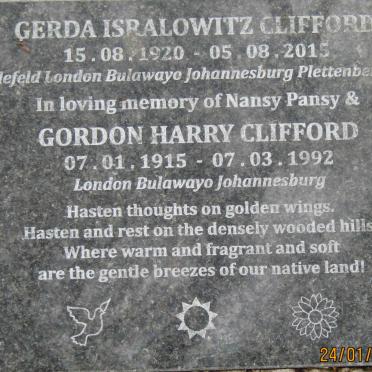 GERDA ISRALOWITZ CLIFFORD
15.08.1920 - 05.08.2015
London Bulawayo Johannesburg
In loving memory of Nansy Pansy &
GORDON HARRY CLIFFORD
07.01.1915 - 07.03.1992
London Bulawayo Johannesburg
Hasten thoughts on golden wings.
Hasten and rest on the densely wooded hills
Where warm and fragrant and soft
are the gentle breezes of our native land!
24/01/